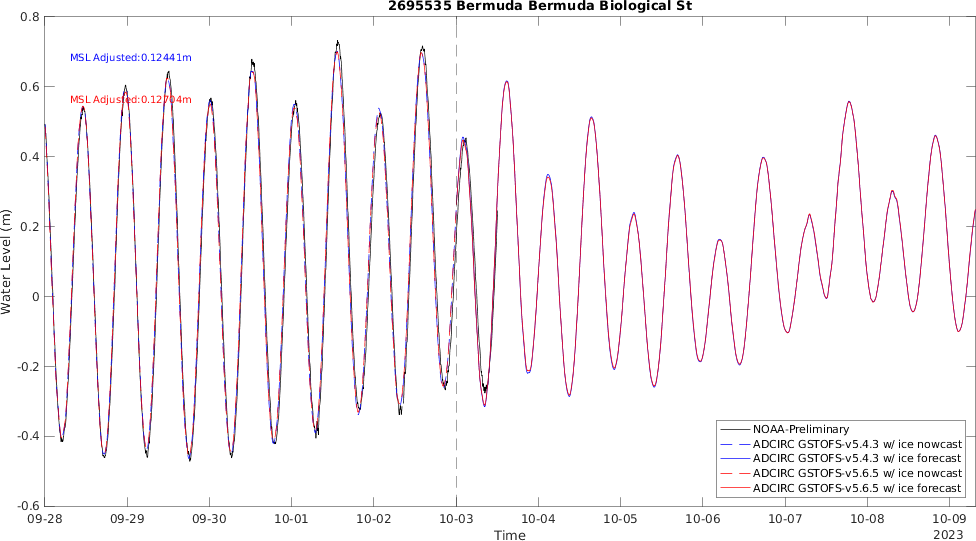 2695535 Bermuda Bermuda Biological St
MSL Adjusted:0.12441m
MSL Adjusted:0.12704m
Water Level (m)
0.8
0.6
0.4
0.2
0
-0.2
-0.4
-0.6
NOAA-Preliminary
ADCIRC GSTOFS-v5.4.3 w/ ice nowcast
ADCIRC GSTOFS-v5.4.3 w/ ice forecast
ADCIRC GSTOFS-v5.6.5 w/ ice nowcast
ADCIRC GSTOFS-v5.6.5 w/ ice forecast
09-28 09-29 09-30 10-01 10-02 10-03 10-04 10-05 10-06 10-07 10-08 10-09
Time
2023